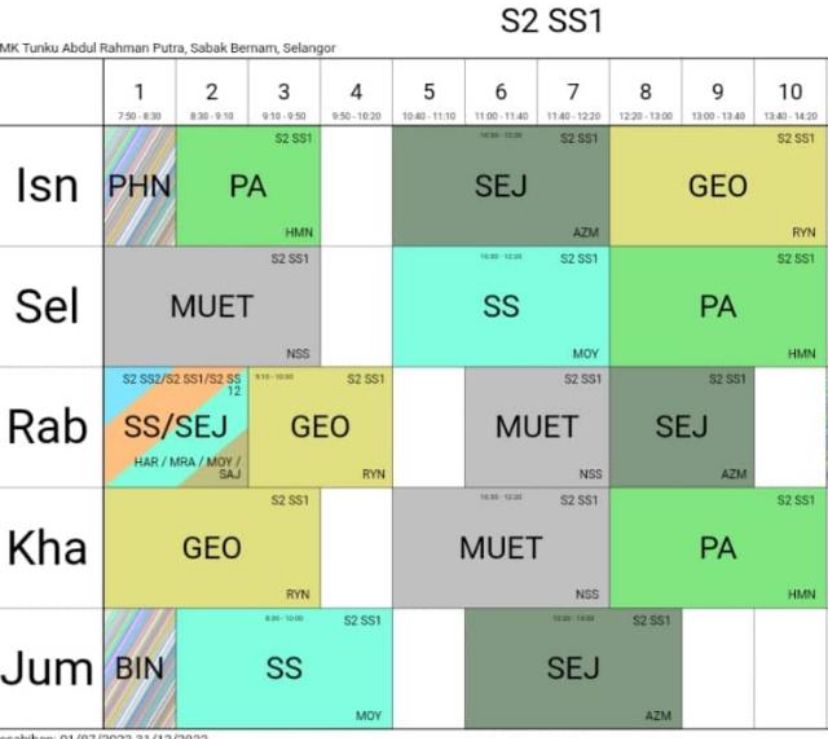 S2 SS1
MK Tunku Abdul Rahman Putra, Sabak Bernam, Selangor
1 2 3 4 5 6 7 8 9 10
7:50 - 8:30 8:30 - 9:10 9:10 - 9:50 9:50 - 10:20 10:40 - 11:10 11:00 - 11:40 11:40 - 12:20 12:20 - 13:00 13:00 - 13:40 13:40 - 14:20
Isn
PHN
S2 SS1
PA
HMN
S2 SS1
SEJ
AZM
S2 SS1
GEO
RYN
Sel
S2 SS1
MUET
NSS
S2 SS1
SS
MOY
S2 SS1
PA
HMN
Rab
S2 SS2/S2 SS1/S2 SS
12
SS/SEJ
HAR / MRA / MOY /
SAJ
S2 SS1
GEO
RYN
S2 SS1
MUET
NSS
S2 SS1
SEJ
AZM
Kha
S2 SS1
GEO
RYN
S2 SS1
MUET
NSS
S2 SS1
PA
HMN
Jum
BIN
8:30 - 10:00
S2 SS1
SS
MOY
S2 SS1
SEJ
AZM